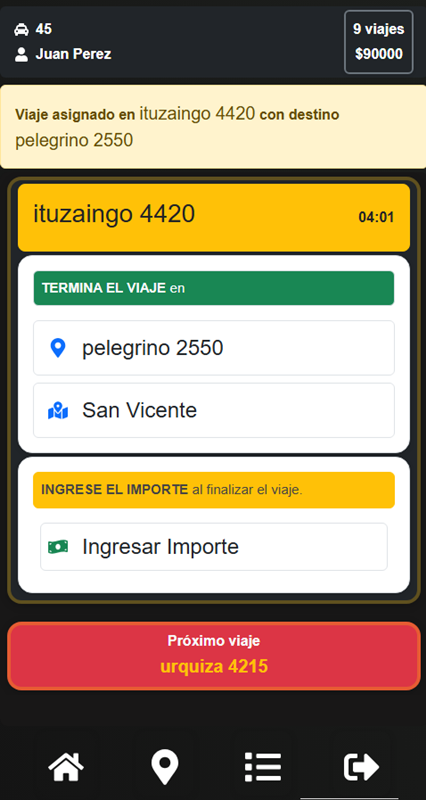 45
9 viajes
Juan Perez
$90000
Viaje asignado en ituzaingo 4420 con destino
pelegrino 2550
ituzaingo 4420
04:01
TERMINA EL VIAJE en
pelegrino 2550
San Vicente
INGRESE EL IMPORTE al finalizar el viaje.
Ingresar Importe
Próximo viaje
urquiza 4215